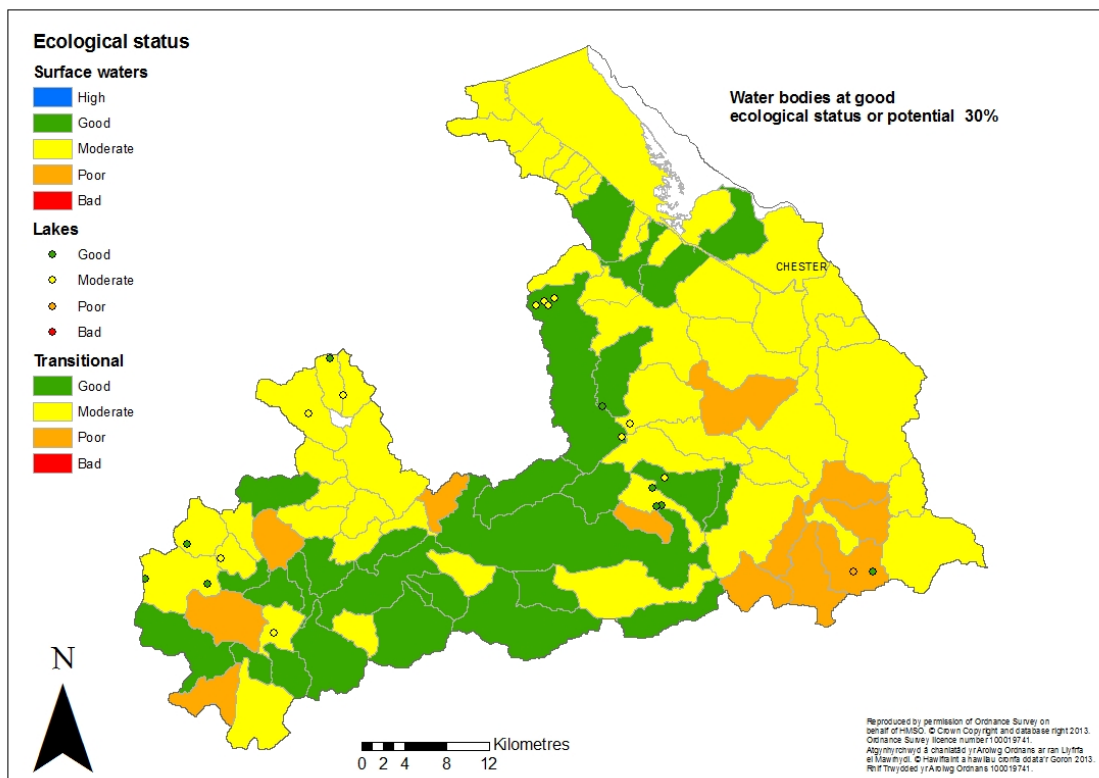 Ecological status
Surface waters
High
Good
Moderate
Poor
Bad
Lakes
Good
Moderate
Poor
Bad
Transitional
Good
Moderate
Poor
Bad
Water bodies at good
ecological status or potential 30%
CHESTER
N
Kilometres
0 2 4 8 12
Reproduced by permission of Ordnance Survey on
behalf of HMSO. © Crown Copyright and database right 2013.
Ordnance Survey licence number 100019741.
Atgynhyrchwyd â chaniatâd yr Arolwg Ordnans ar ran Llyfrfa
ei Mawrhydi. © Hawlfraint a hawliau cronfa ddata'r Goron 2013.
Rhif Trwydded yr Arolwg Ordnans 100019741.